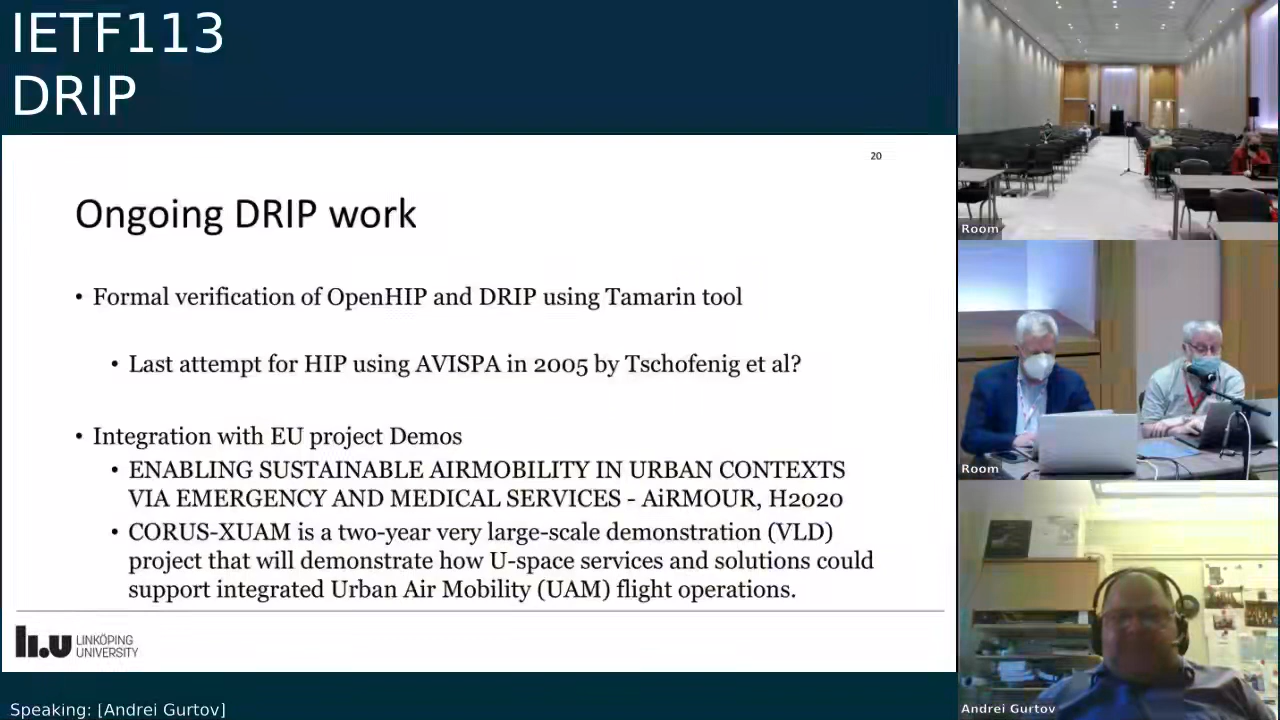 IETF113
DRIP
20
Ongoing DRIP work
• Formal verification of OpenHIP and DRIP using Tamarin tool
• Last attempt for HIP using AVISPA in 2005 by Tschofenig et al?
• Integration with EU project Demos
• ENABLING SUSTAINABLE AIRMOBILITY IN URBAN CONTEXTS
VIA EMERGENCY AND MEDICAL SERVICES - AiRMOUR, H2020
• CORUS-XUAM is a two-year very large-scale demonstration (VLD)
project that will demonstrate how U-space services and solutions could
support integrated Urban Air Mobility (UAM) flight operations.
li.u LINKÖPING
UNIVERSITY
Speaking: [Andrei Gurtov]
Room
Room
Andrei Gurtov